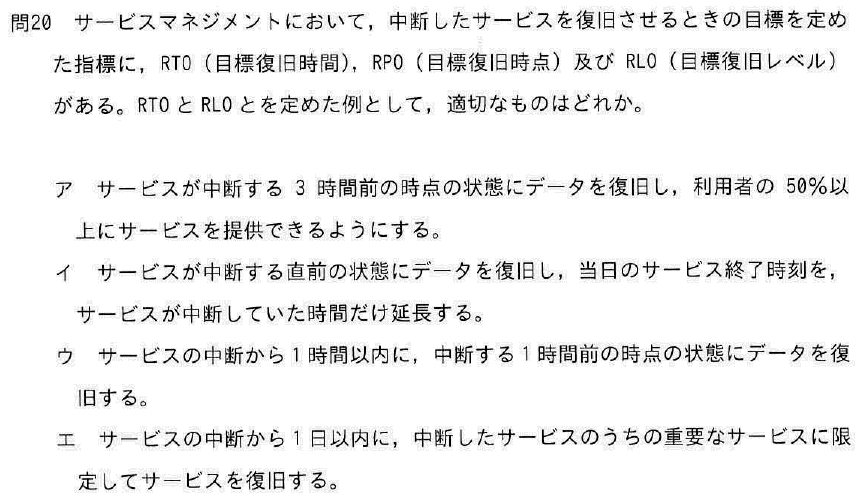 問20 サービスマネジメントにおいて，中断したサービスを復旧させるときの目標を定め
た指標に，RTO（目標復旧時間），RPO（目標復旧時点）及び RLO（目標復旧レベル）
がある。RTO と RLO とを定めた例として，適切なものはどれか。
ア サービスが中断する 3 時間前の時点の状態にデータを復旧し，利用者の 50％以
上にサービスを提供できるようにする。
イ サービスが中断する直前の状態にデータを復旧し，当日のサービス終了時刻を，
サービスが中断していた時間だけ延長する。
ウ サービスの中断から 1 時間以内に，中断する 1 時間前の時点の状態にデータを復
旧する。
エ サービスの中断から 1 日以内に，中断したサービスのうちの重要なサービスに限
定してサービスを復旧する。